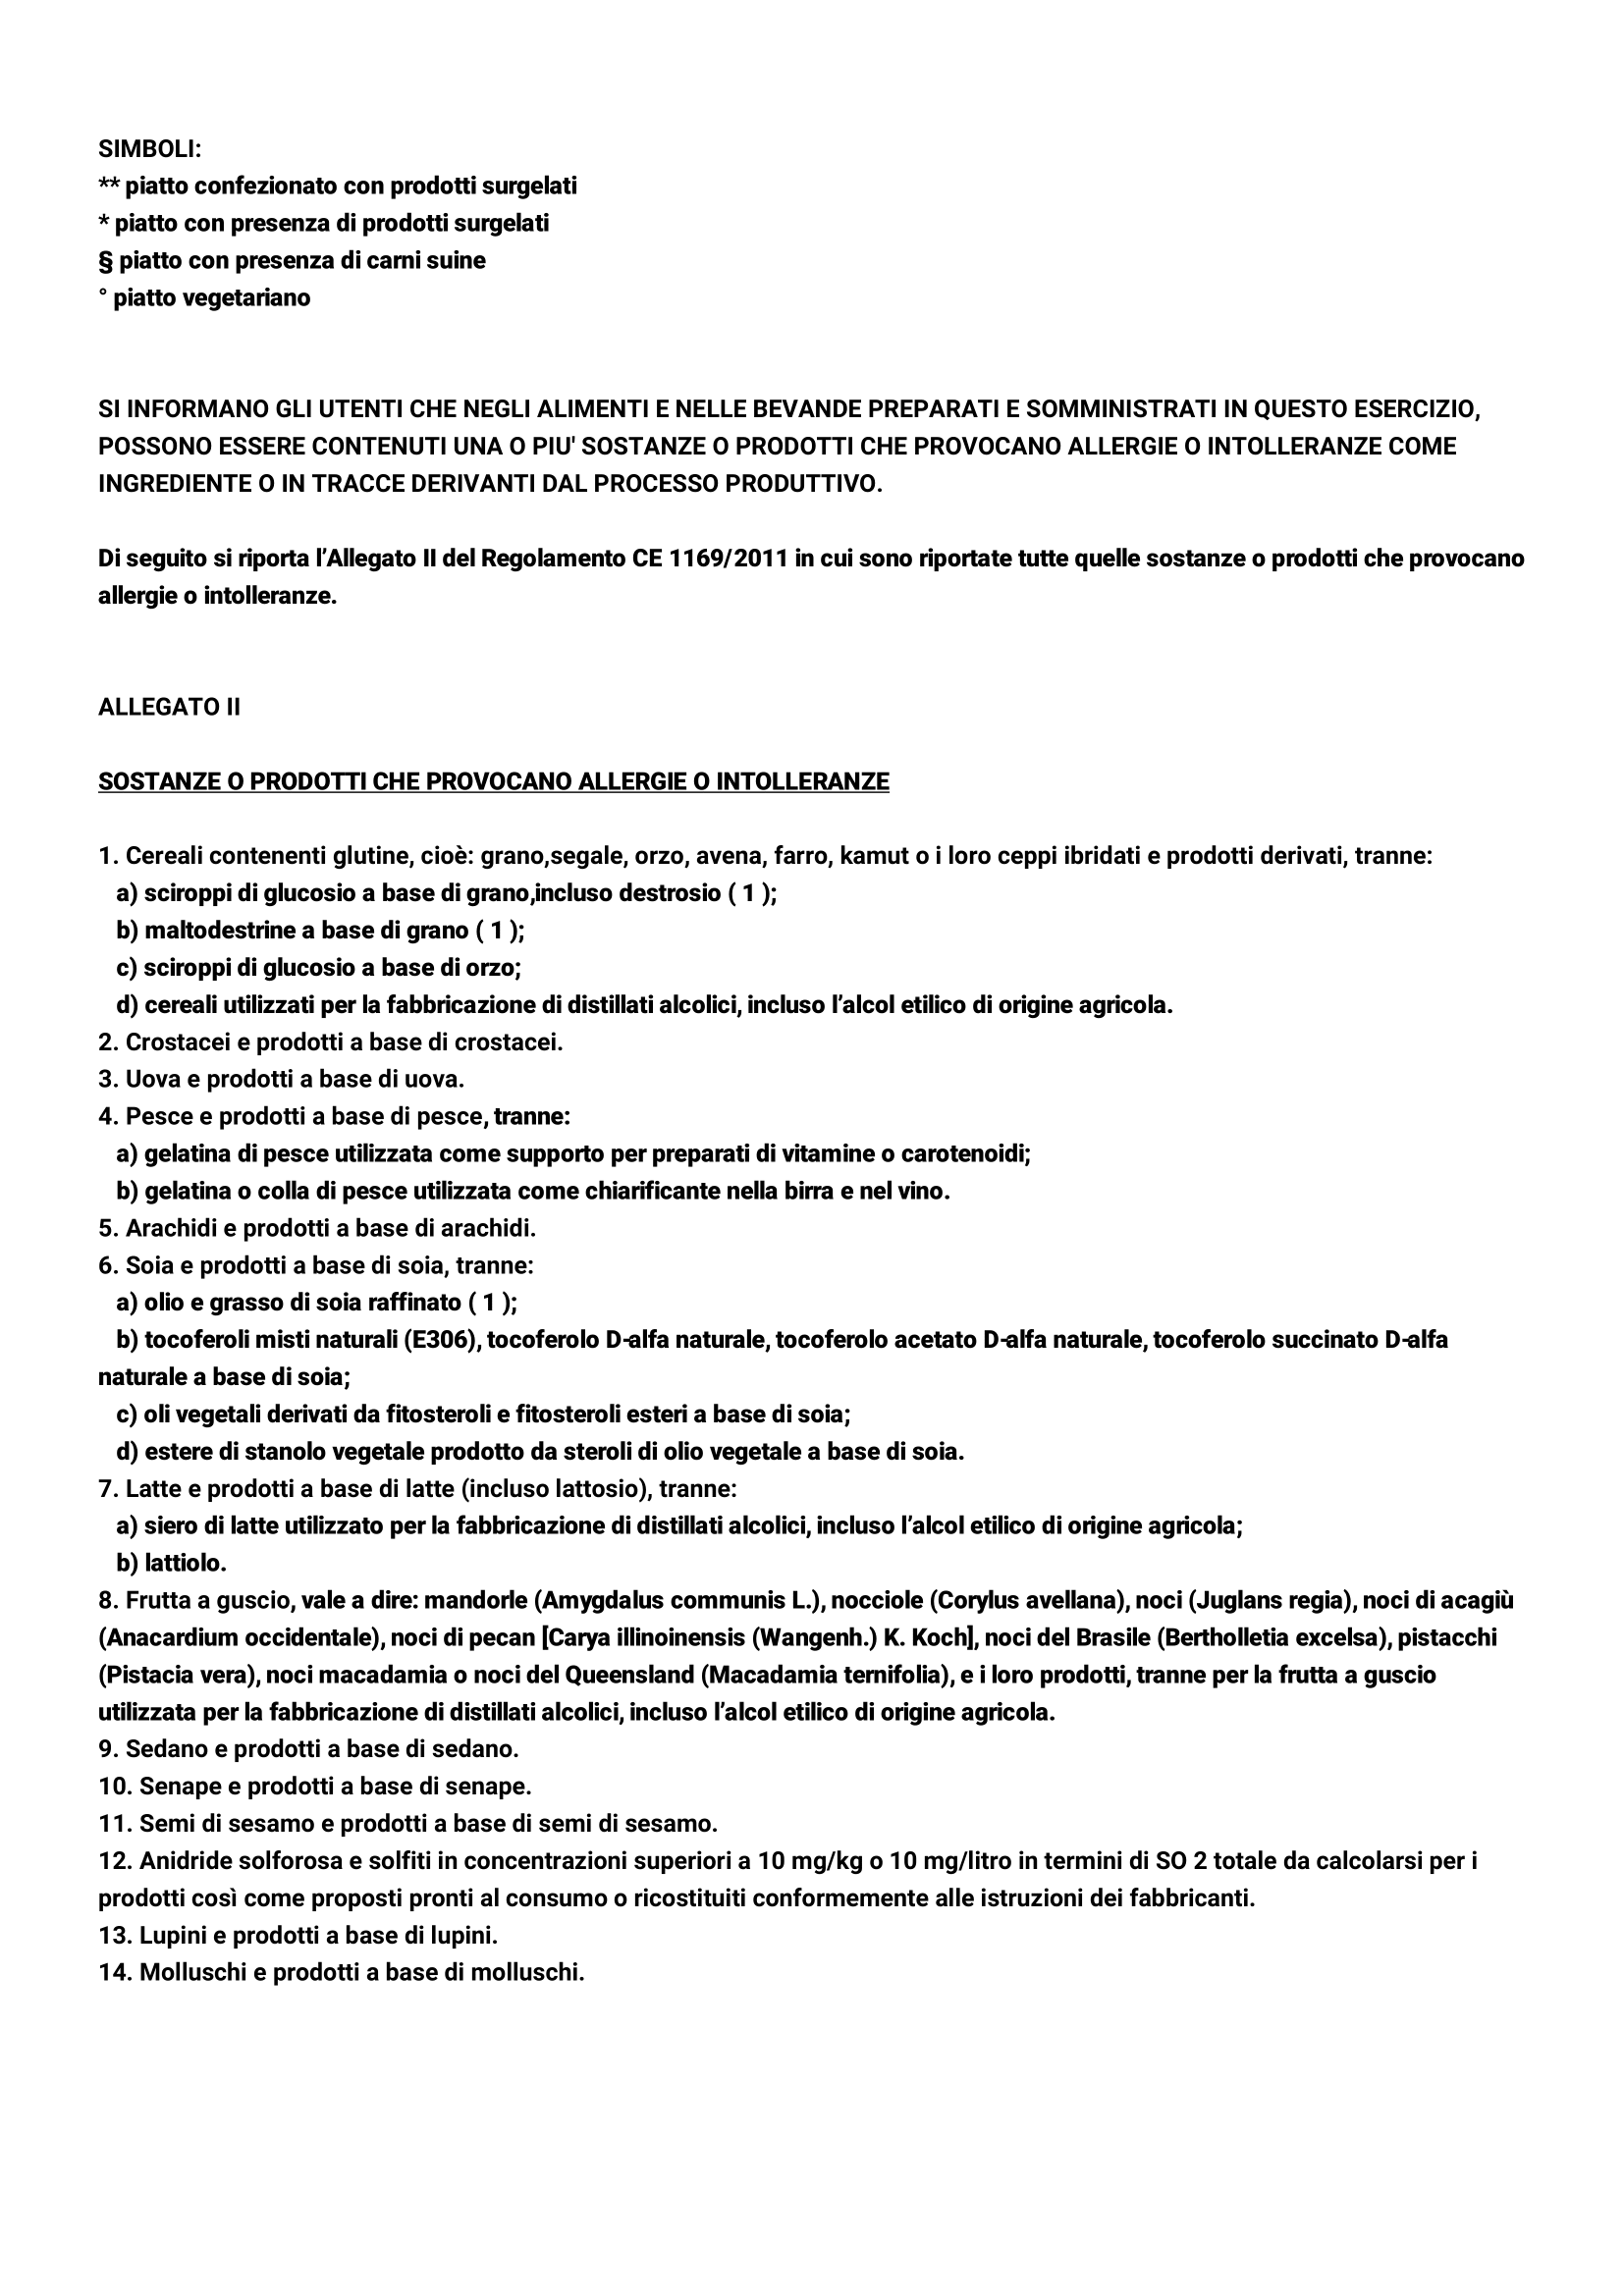 SIMBOLI:
** piatto confezionato con prodotti surgelati
* piatto con presenza di prodotti surgelati
§ piatto con presenza di carni suine
° piatto vegetariano
SI INFORMANO GLI UTENTI CHE NEGLI ALIMENTI E NELLE BEVANDE PREPARATI E SOMMINISTRATI IN QUESTO ESERCIZIO,
POSSONO ESSERE CONTENUTI UNA O PIU' SOSTANZE O PRODOTTI CHE PROVOCANO ALLERGIE O INTOLLERANZE COME
INGREDIENTE O IN TRACCE DERIVANTI DAL PROCESSO PRODUTTIVO.
Di seguito si riporta l’Allegato II del Regolamento CE 1169/2011 in cui sono riportate tutte quelle sostanze o prodotti che provocano
allergie o intolleranze.
ALLEGATO II
SOSTANZE O PRODOTTI CHE PROVOCANO ALLERGIE O INTOLLERANZE
1. Cereali contenenti glutine, cioè: grano,segale, orzo, avena, farro, kamut o i loro ceppi ibridati e prodotti derivati, tranne:
a) sciroppi di glucosio a base di grano,incluso destrosio ( 1 );
b) maltodestrine a base di grano ( 1 );
c) sciroppi di glucosio a base di orzo;
d) cereali utilizzati per la fabbricazione di distillati alcolici, incluso l’alcol etilico di origine agricola.
2. Crostacei e prodotti a base di crostacei.
3. Uova e prodotti a base di uova.
4. Pesce e prodotti a base di pesce, tranne:
a) gelatina di pesce utilizzata come supporto per preparati di vitamine o carotenoidi;
b) gelatina o colla di pesce utilizzata come chiarificante nella birra e nel vino.
5. Arachidi e prodotti a base di arachidi.
6. Soia e prodotti a base di soia, tranne:
a) olio e grasso di soia raffinato ( 1 );
b) tocoferoli misti naturali (E306), tocoferolo D-alfa naturale, tocoferolo acetato D-alfa naturale, tocoferolo succinato D-alfa
naturale a base di soia;
c) oli vegetali derivati da fitosteroli e fitosteroli esteri a base di soia;
d) estere di stanolo vegetale prodotto da steroli di olio vegetale a base di soia.
7. Latte e prodotti a base di latte (incluso lattosio), tranne:
a) siero di latte utilizzato per la fabbricazione di distillati alcolici, incluso l’alcol etilico di origine agricola;
b) lattiolo.
8. Frutta a guscio, vale a dire: mandorle (Amygdalus communis L.), nocciole (Corylus avellana), noci (Juglans regia), noci di acagiù
(Anacardium occidentale), noci di pecan [Carya illinoinensis (Wangenh.) K. Koch], noci del Brasile (Bertholletia excelsa), pistacchi
(Pistacia vera), noci macadamia o noci del Queensland (Macadamia ternifolia), e i loro prodotti, tranne per la frutta a guscio
utilizzata per la fabbricazione di distillati alcolici, incluso l’alcol etilico di origine agricola.
9. Sedano e prodotti a base di sedano.
10. Senape e prodotti a base di senape.
11. Semi di sesamo e prodotti a base di semi di sesamo.
12. Anidride solforosa e solfiti in concentrazioni superiori a 10 mg/kg o 10 mg/litro in termini di SO 2 totale da calcolarsi per i
prodotti così come proposti pronti al consumo o ricostituiti conformemente alle istruzioni dei fabbricanti.
13. Lupini e prodotti a base di lupini.
14. Molluschi e prodotti a base di molluschi.